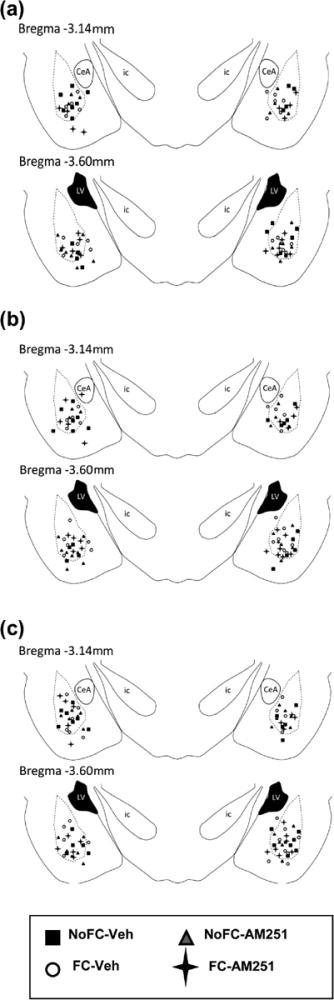 (a)
Bregma -3.14mm
CeA ic ic CeA
Bregma -3.60mm
LV ic ic LV
(b)
Bregma -3.14mm
CeA ic ic CeA
Bregma -3.60mm
LV ic ic LV
(c)
Bregma -3.14mm
CeA ic ic CeA
Bregma -3.60mm
LV ic ic LV
NoFC-Veh NoFC-AM251
FC-Veh FC-AM251